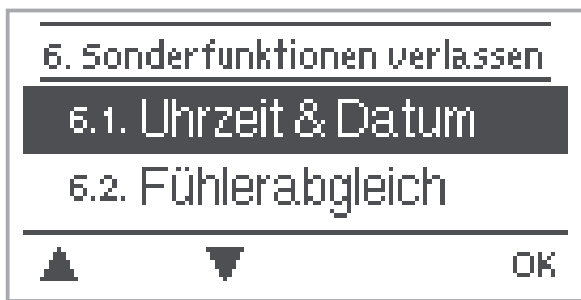 6. Sonderfunktionen verlassen
6.1. Uhrzeit & Datum
6.2. Fühlerabgleich
OK